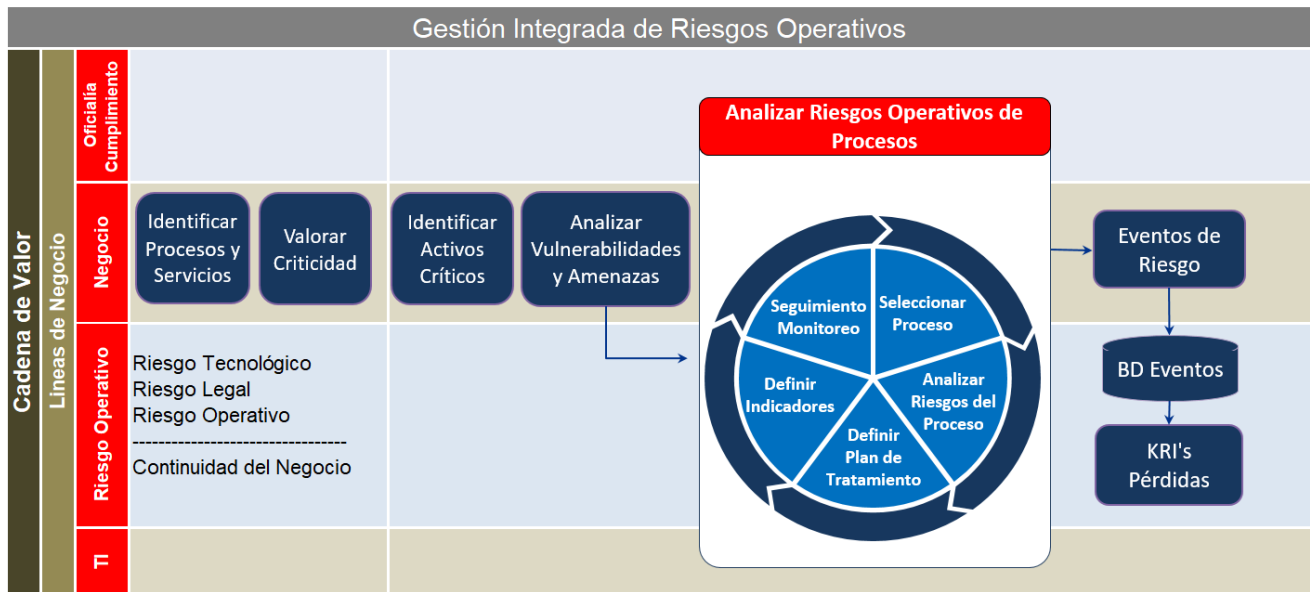 Gestión Integrada de Riesgos Operativos
Cadena de Valor
Líneas de Negocio
Oficialía
Cumplimiento
Negocio
Identificar
Procesos y
Servicios
Valorar
Criticidad
Identificar
Activos
Críticos
Analizar
Vulnerabilidades
y Amenazas
Riesgo Operativo
Riesgo Tecnológico
Riesgo Legal
Riesgo Operativo
---------------------------------
Continuidad del Negocio
TI
Analizar Riesgos Operativos de
Procesos
Seleccionar
Proceso
Analizar
Riesgos del
Proceso
Definir
Plan de
Tratamiento
Definir
Indicadores
Seguimiento
Monitoreo
Eventos de
Riesgo
BD Eventos
KRI's
Pérdidas